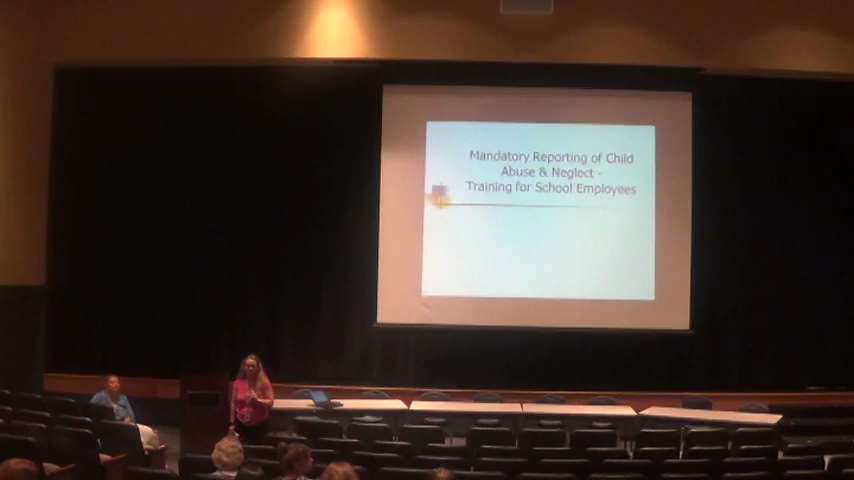 Mandatory Reporting of Child
Abuse & Neglect -
Training for School Employees